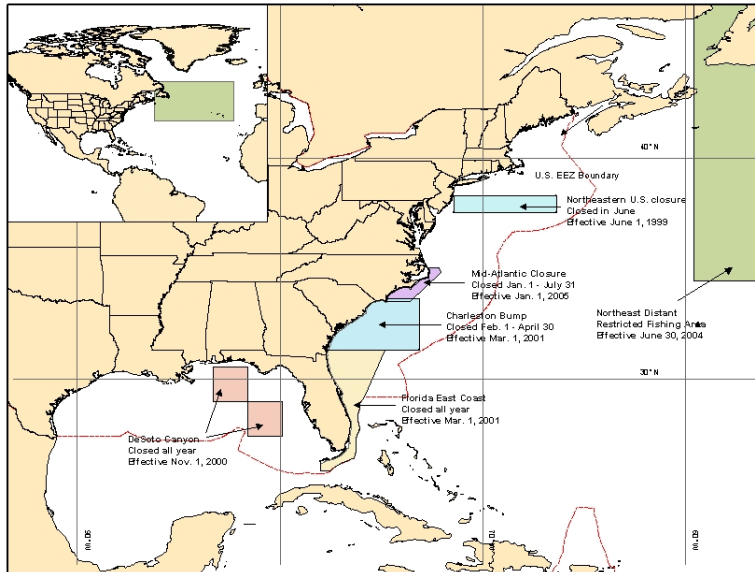 40° N
U.S. EEZ Boundary
Northeastern U.S. closure
Closed in June
Effective June 1, 1999
Mid-Atlantic Closure
Closed Jan. 1 - July 31
Effective Jan. 1, 2005
Charleston Bump
Closed Feb. 1 - April 30
Effective Mar. 1, 2001
Northeast Distant
Restricted Fishing Area
Effective June 30, 2004
30° N
Florida East Coast
Closed all year
Effective Mar. 1, 2001
DeSoto Canyon
Closed all year
Effective Nov. 1, 2000
90° W
70° W
60° W